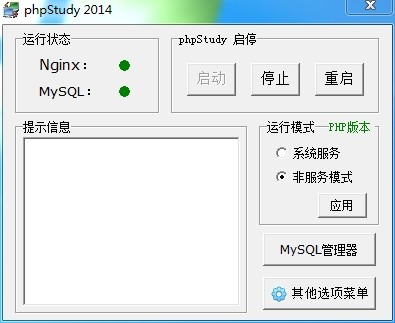 phpStudy 2014
运行状态
Nginx：
MySQL：
phpStudy 启停
启动 停止 重启
提示信息
运行模式 PHP版本
系统服务
非服务模式
应用
MySQL管理器
其他选项菜单